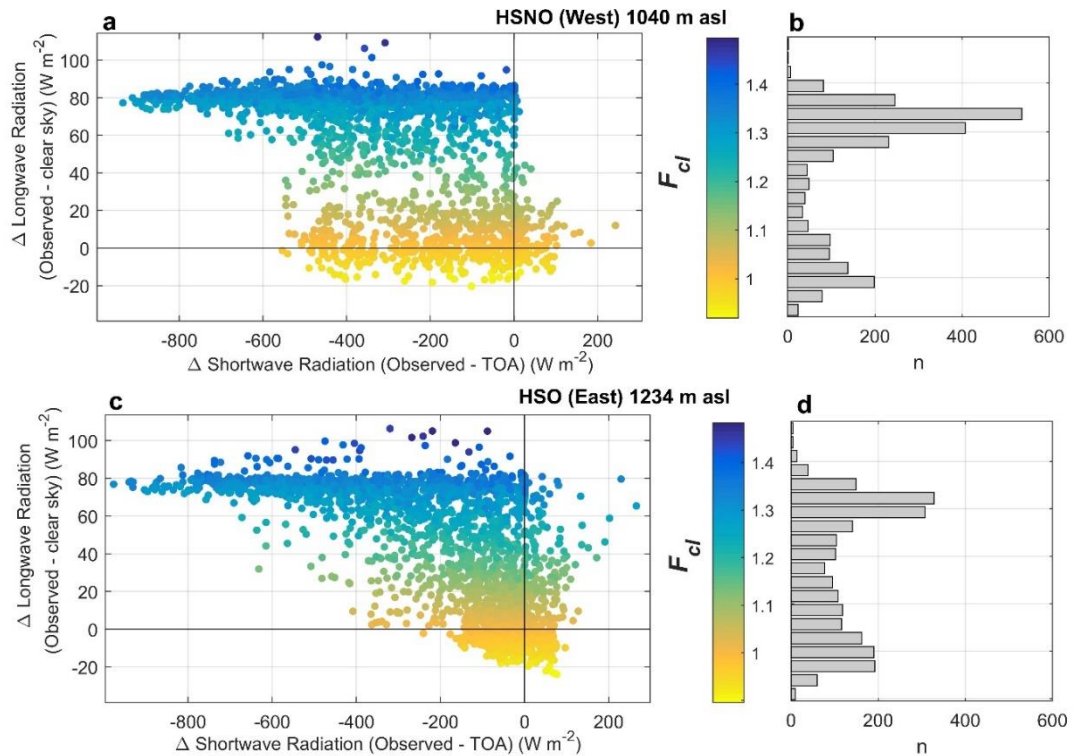 a
HSNO (West) 1040 m asl
b
Δ Longwave Radiation
(Observed - clear sky) (W m⁻²)
100
80
60
40
20
0
-20
-800 -600 -400 -200 0 200
Δ Shortwave Radiation (Observed - TOA) (W m⁻²)
F_cl
1.4
1.3
1.2
1.1
1
0 200 400 600
n
c
HSO (East) 1234 m asl
d
Δ Longwave Radiation
(Observed - clear sky) (W m⁻²)
100
80
60
40
20
0
-20
-800 -600 -400 -200 0 200
Δ Shortwave Radiation (Observed - TOA) (W m⁻²)
F_cl
1.4
1.3
1.2
1.1
1
0 200 400 600
n